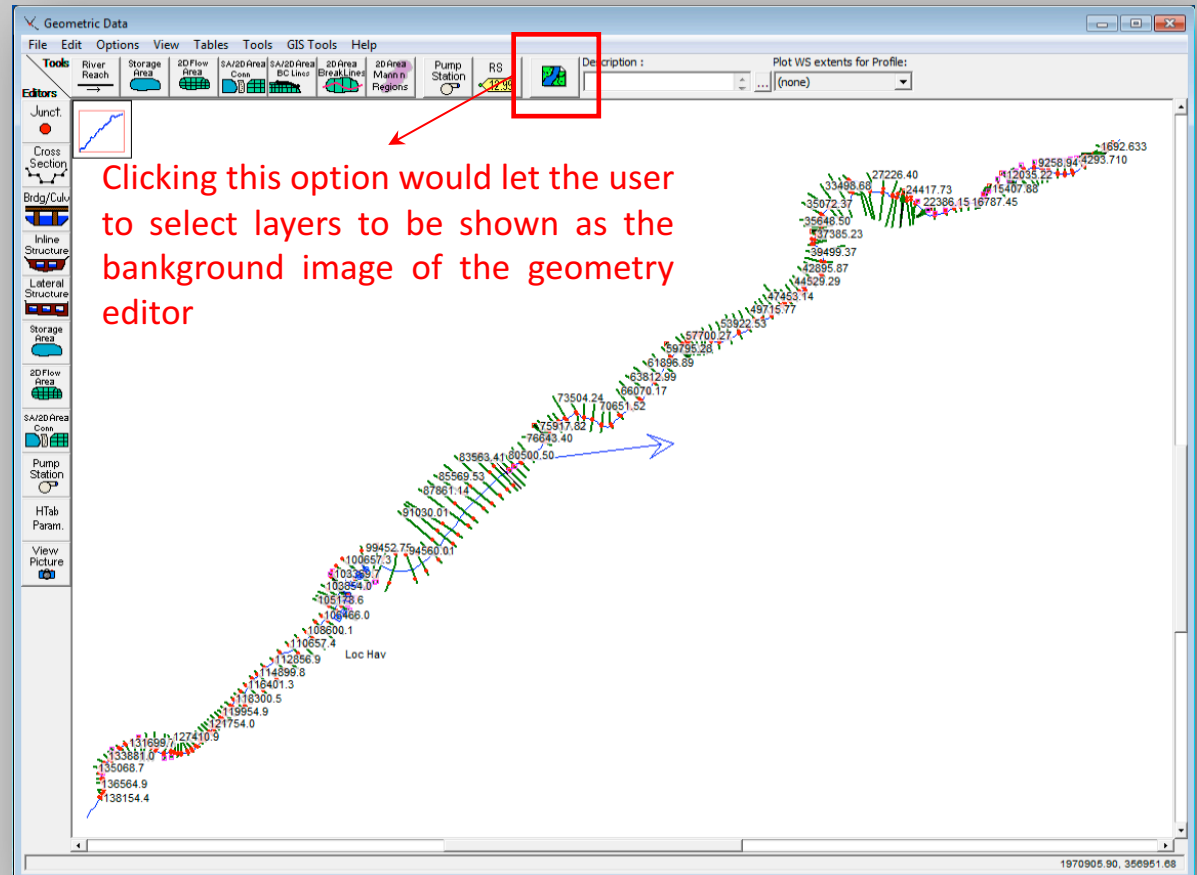 Geometric Data
File Edit Options View Tables Tools GIS Tools Help
Tools
Editors
River Reach
Storage Area
2D Flow Area
SA/2D Area Conn
SA/2D Area BC Lines
2D Area BreakLines
2D Area Mann n Regions
Pump Station
RS
12.99
Description :
...
Plot WS extents for Profile:
(none)
Junct.
Cross Section
Brdg/Culv
Inline Structure
Lateral Structure
Storage Area
2D Flow Area
SA/2D Area Conn
Pump Station
HTab Param.
View Picture
Clicking this option would let the user
to select layers to be shown as the
bankground image of the geometry
editor
1692.633
4293.710
9258.94
12035.22
15407.88
16787.45
22386.15
24417.73
27226.40
33498.68
35072.37
35648.50
37385.23
39499.37
42895.87
44529.29
47453.14
49715.77
53922.53
57700.27
59795.28
61896.89
63812.99
66070.17
70651.52
73504.24
75917.82
76643.40
80500.50
83563.41
85569.53
87861.14
91030.01
94560.01
99452.75
100657.3
103369.7
103854.0
105178.6
106466.0
108600.1
110657.4
Loc Hav
112856.9
114899.8
116401.3
118300.5
119954.9
121754.0
127410.9
131699.7
133881.0
135068.7
136564.9
138154.4
1970905.90, 356951.68